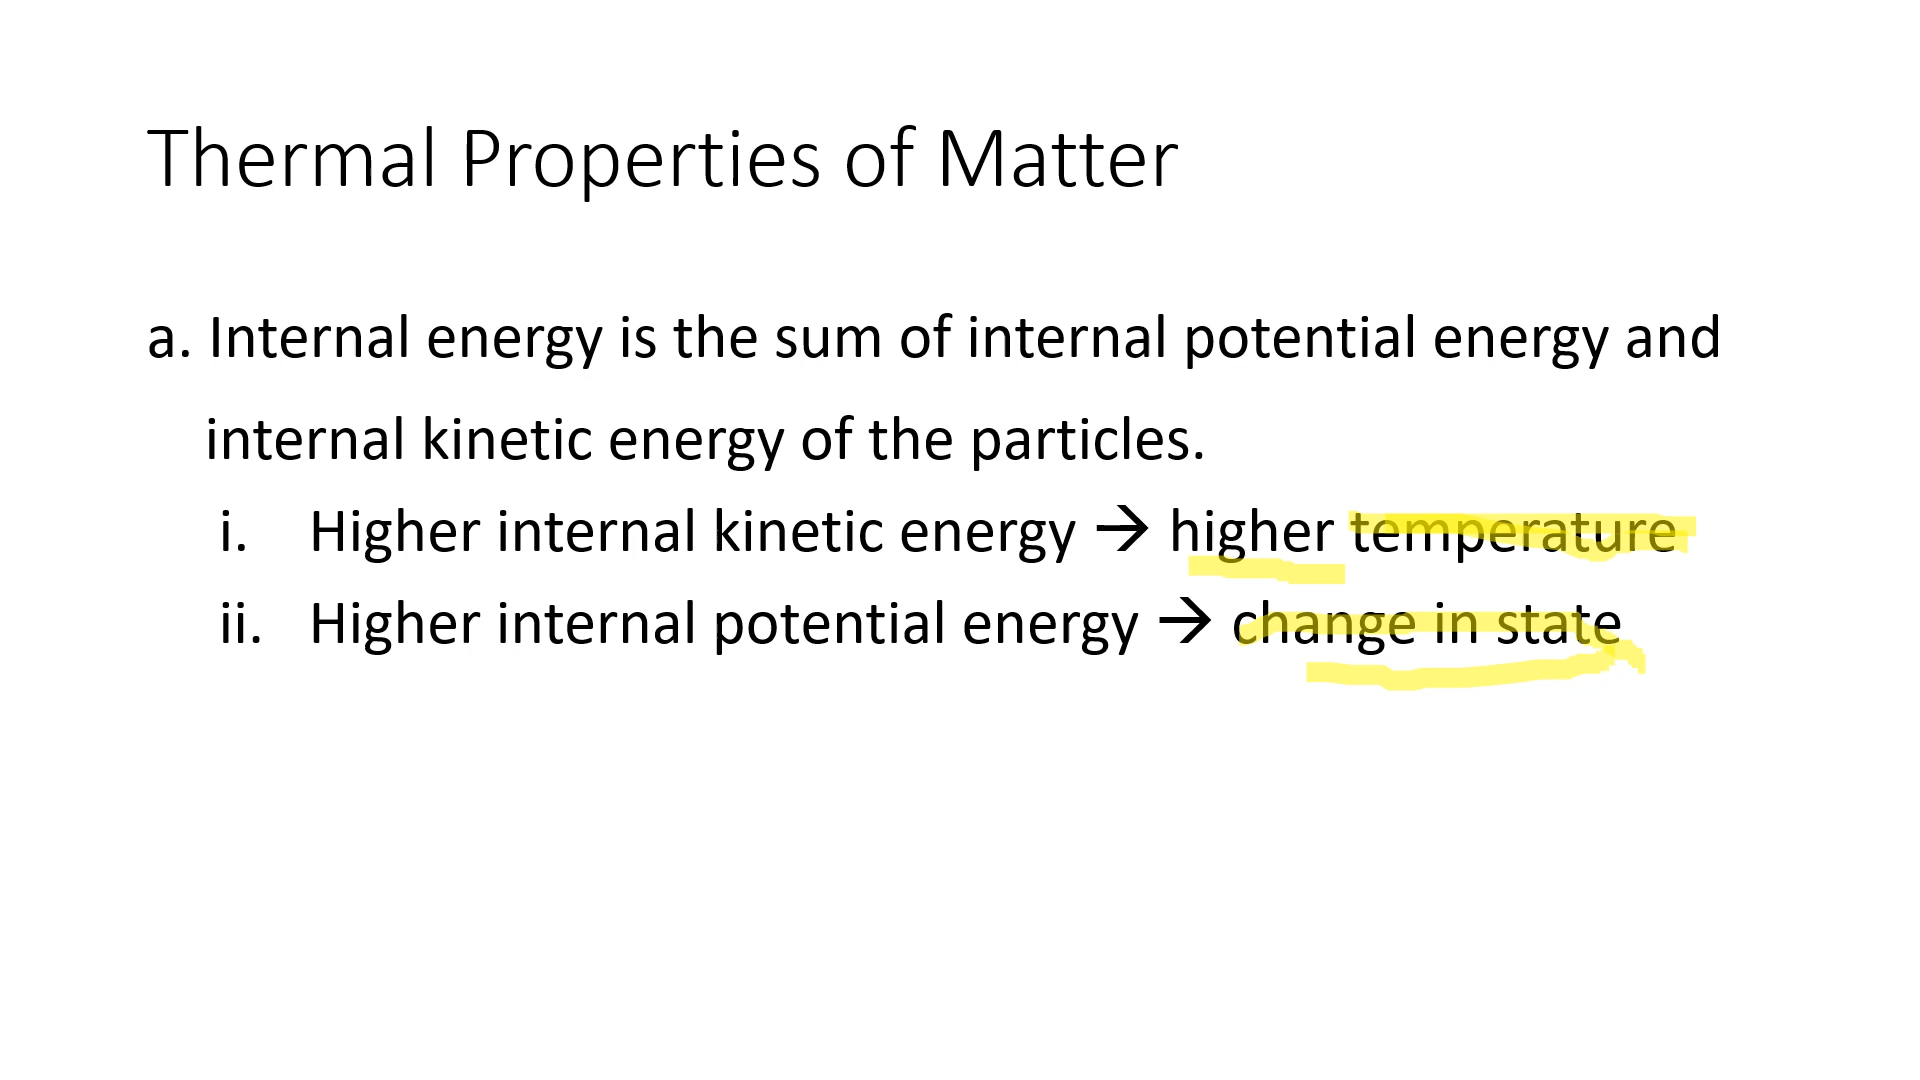 Thermal Properties of Matter
a. Internal energy is the sum of internal potential energy and
internal kinetic energy of the particles.
i. Higher internal kinetic energy → higher temperature
ii. Higher internal potential energy → change in state